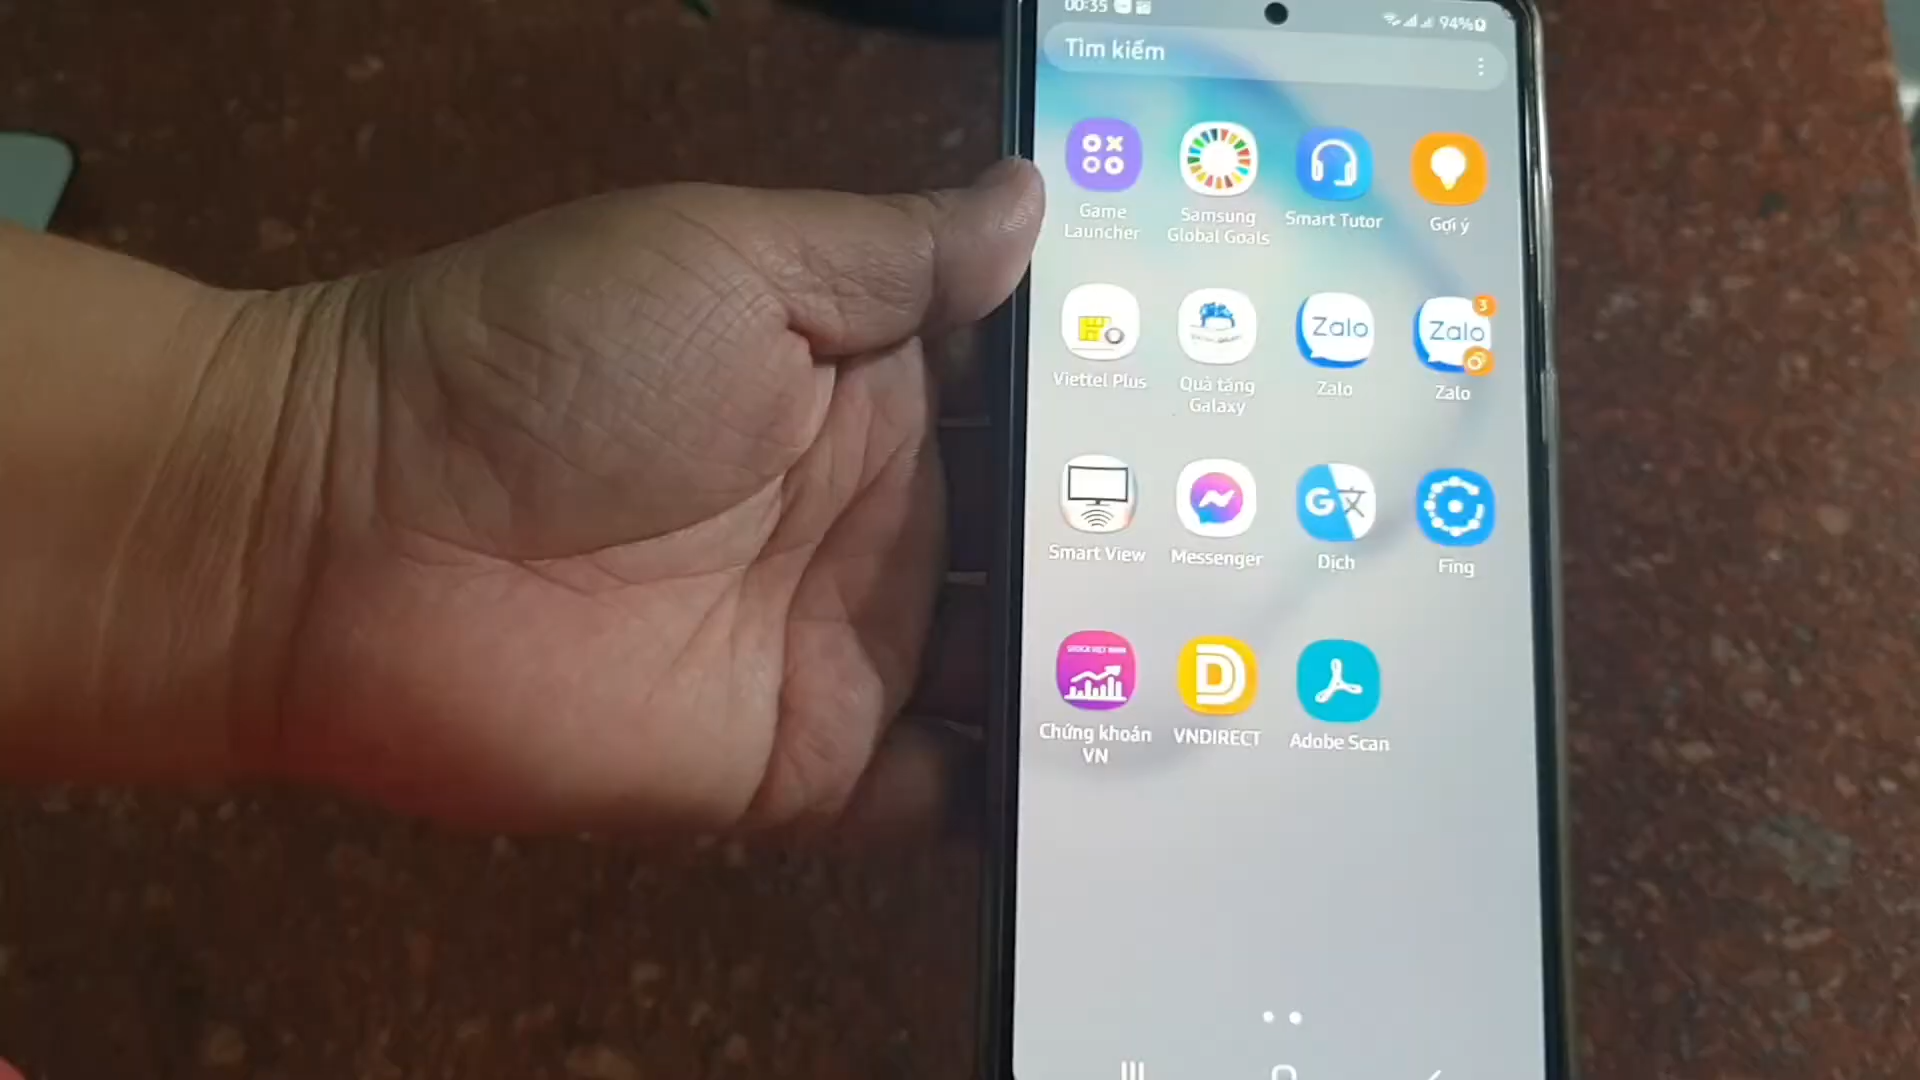 00:35
94%
Tìm kiếm
Game
Launcher
Samsung
Global Goals
Smart Tutor
Gợi ý
Viettel Plus
Quà tặng
Galaxy
Zalo
Zalo
Zalo
3
Zalo
Smart View
Messenger
G
Dịch
Fing
Chứng khoán
VN
D
VNDIRECT
Adobe Scan